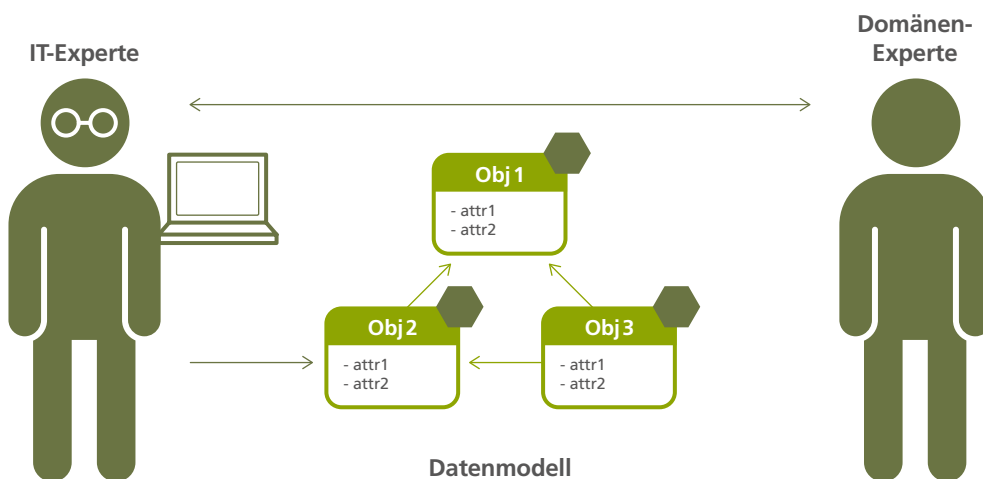 IT-Experte
Domänen-
Experte
Obj 1
- attr1
- attr2
Obj 2
- attr1
- attr2
Obj 3
- attr1
- attr2
Datenmodell